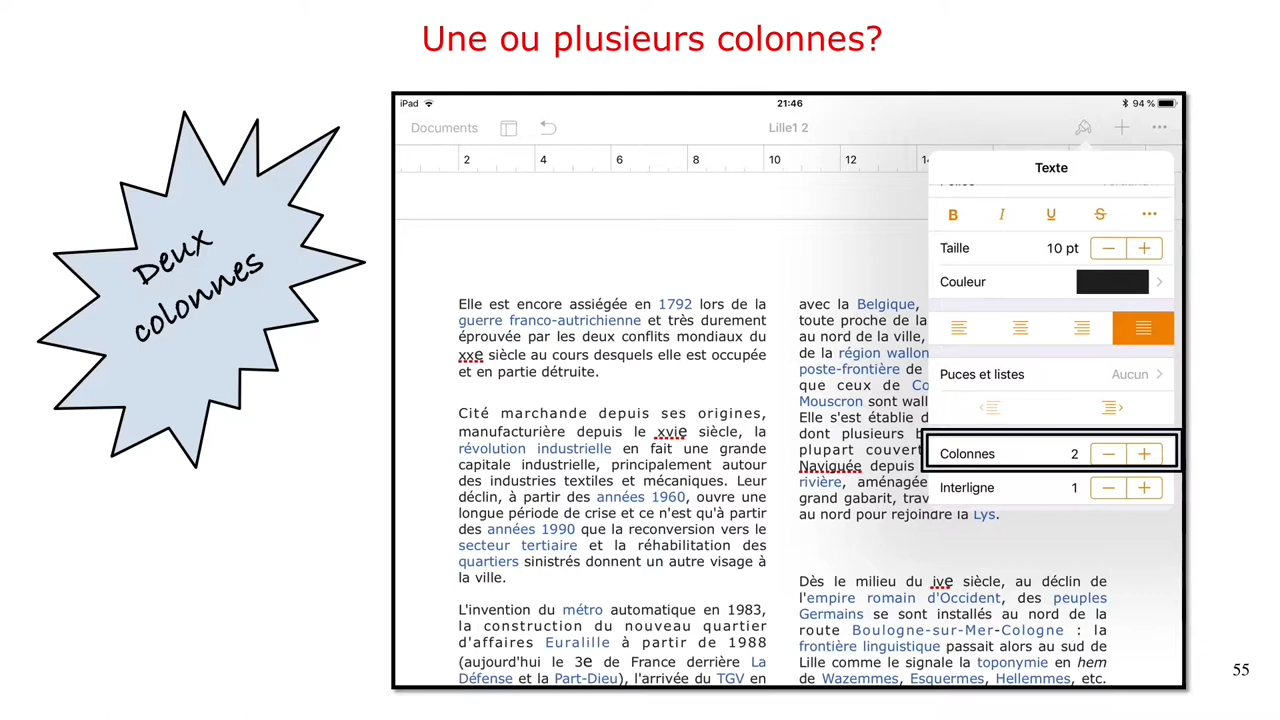 Une ou plusieurs colonnes?
Deux
colonnes
iPad
21:46
94 %
Documents
Lille1 2
2 4 6 8 10 12
Texte
B I U S
Taille 10 pt
Couleur
Puces et listes Aucun
Colonnes 2
Interligne 1
Elle est encore assiégée en 1792 lors de la
guerre franco-autrichienne et très durement
éprouvée par les deux conflits mondiaux du
xxe siècle au cours desquels elle est occupée
et en partie détruite.
Cité marchande depuis ses origines,
manufacturière depuis le xvie siècle, la
révolution industrielle en fait une grande
capitale industrielle, principalement autour
des industries textiles et mécaniques. Leur
déclin, à partir des années 1960, ouvre une
longue période de crise et ce n'est qu'à partir
des années 1990 que la reconversion vers le
secteur tertiaire et la réhabilitation des
quartiers sinistrés donnent un autre visage à
la ville.
L'invention du métro automatique en 1983,
la construction du nouveau quartier
d'affaires Euralille à partir de 1988
(aujourd'hui le 3e de France derrière La
Défense et la Part-Dieu), l'arrivée du TGV en
avec la Belgique,
toute proche de la
au nord de la ville,
de la région wallon
poste-frontière de
que ceux de Co
Mouscron sont wall
Elle s'est établie d
dont plusieurs b
plupart couvert
Naviguée depuis
rivière, aménagée
grand gabarit, trav
au nord pour rejoindre la Lys.
Dès le milieu du ive siècle, au déclin de
l'empire romain d'Occident, des peuples
Germains se sont installés au nord de la
route Boulogne-sur-Mer-Cologne : la
frontière linguistique passait alors au sud de
Lille comme le signale la toponymie en hem
de Wazemmes, Esquermes, Hellemmes, etc.
55